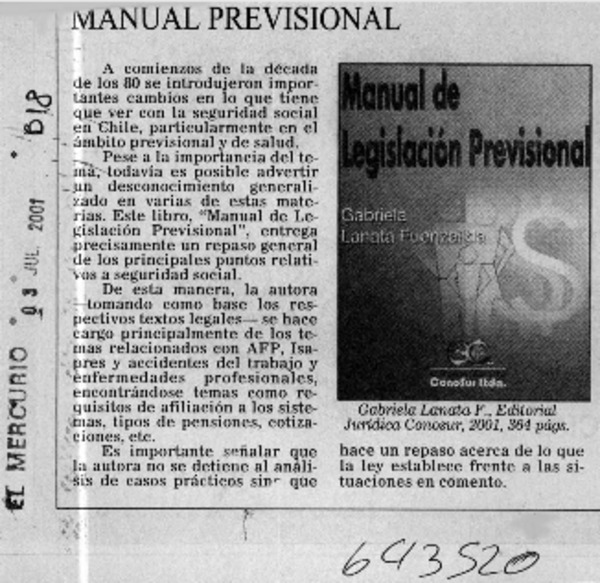 MANUAL PREVISIONAL
A comienzos de la década
de los 80 se introdujeron impor-
tantes cambios en lo que tiene
que ver con la seguridad social
en Chile, particularmente en el
ámbito previsional y de salud.
Pese a la importancia del te-
ma, todavía es posible advertir
un desconocimiento generali-
zado en varias de estas mate-
rias. Este libro, "Manual de Le-
gislación Previsional", entrega
precisamente un repaso general
de los principales puntos relati-
vos a seguridad social.
De esta manera, la autora
—tomando como base los res-
pectivos textos legales— se hace
cargo principalmente de los te-
mas relacionados con AFP, Isa-
pres y accidentes del trabajo y
enfermedades profesionales,
encontrándose temas como re-
quisitos de afiliación a los siste-
mas, tipos de pensiones, cotiza-
ciones, etc.
Es importante señalar que
la autora no se detiene al análi-
sis de casos prácticos sino que
Manual de
Legislación Previsional
Gabriela
Lanata Fuenzalida
ConoSur Ltda.
Gabriela Lanata F., Editorial
Jurídica Conosur, 2001, 364 págs.
hace un repaso acerca de lo que
la ley establece frente a las si-
tuaciones en comento.
EL MERCURIO 03 JUL. 2001 B18
643520